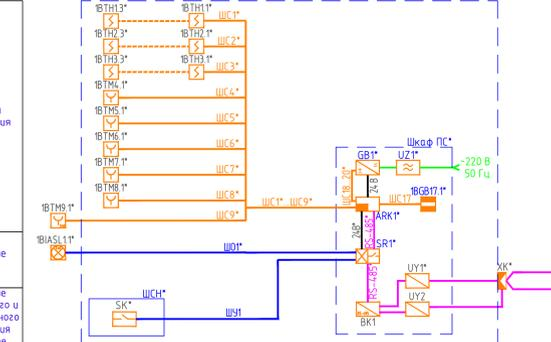 1BTH1.3* 1BTH1.1* ШС1*
1BTH2.3* 1BTH2.1* ШС2*
1BTH3.3* 1BTH3.1* ШС3*
1BTM4.1* ШС4*
1BTM5.1* ШС5*
1BTM6.1* ШС6*
1BTM7.1* ШС7*
1BTM8.1* ШС8*
1BTM9.1* ШС9*
ШС1* ШС9*
Шкаф ПС*
GB1* UZ1*
~220 В
50 Гц
24В
ШС18, 20*
ШС17 1BGB17.1*
ARK1*
24В*
RS-485*
1BIASL1.1* ШО1* SR1*
RS-485*
UY1* ХК*
ШСН*
SK* ШУ1
UY2
BK1